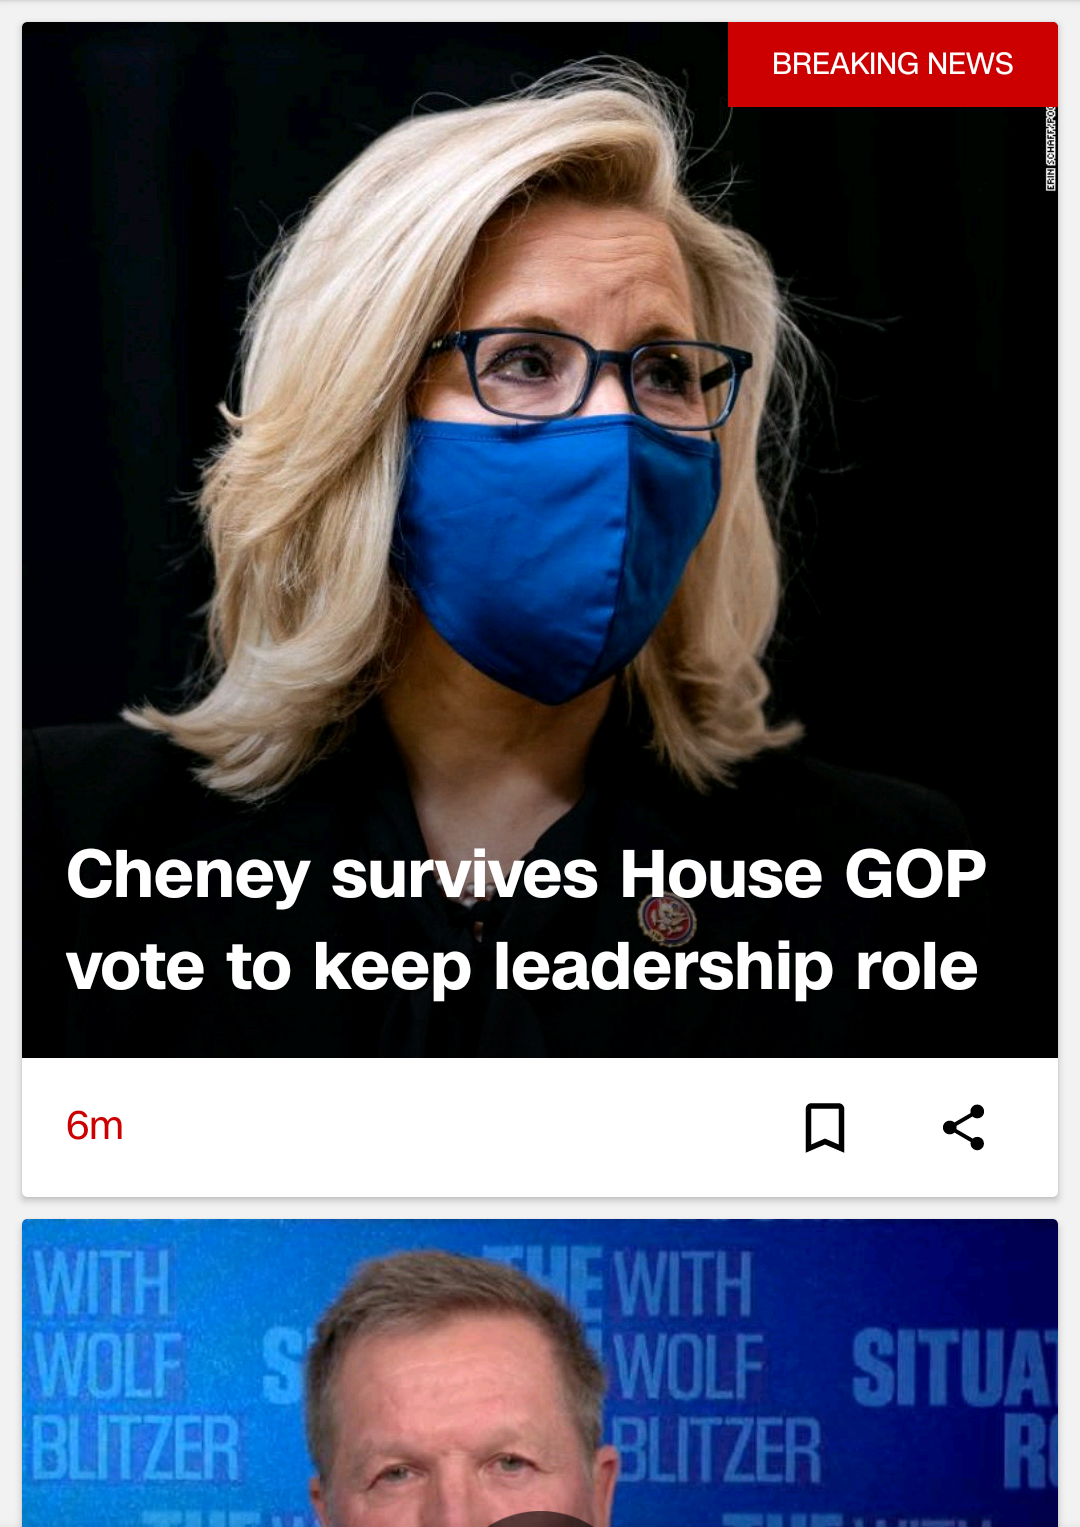 BREAKING NEWS
ERIN SCHAFF/POO
Cheney survives House GOP
vote to keep leadership role
6m
WITH
WOLF
BLITZER
THE
WITH
WOLF
BLITZER
SITUAT
RO